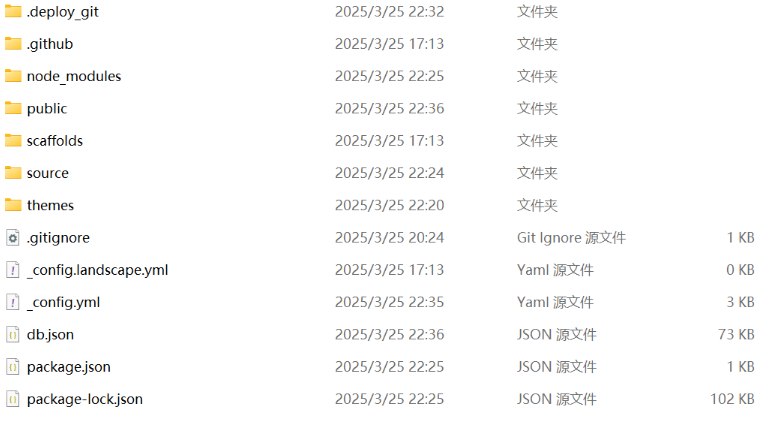 .deploy_git 2025/3/25 22:32 文件夹
.github 2025/3/25 17:13 文件夹
node_modules 2025/3/25 22:25 文件夹
public 2025/3/25 22:36 文件夹
scaffolds 2025/3/25 17:13 文件夹
source 2025/3/25 22:24 文件夹
themes 2025/3/25 22:20 文件夹
.gitignore 2025/3/25 20:24 Git Ignore 源文件 1 KB
_config.landscape.yml 2025/3/25 17:13 Yaml 源文件 0 KB
_config.yml 2025/3/25 22:35 Yaml 源文件 3 KB
db.json 2025/3/25 22:36 JSON 源文件 73 KB
package.json 2025/3/25 22:25 JSON 源文件 1 KB
package-lock.json 2025/3/25 22:25 JSON 源文件 102 KB